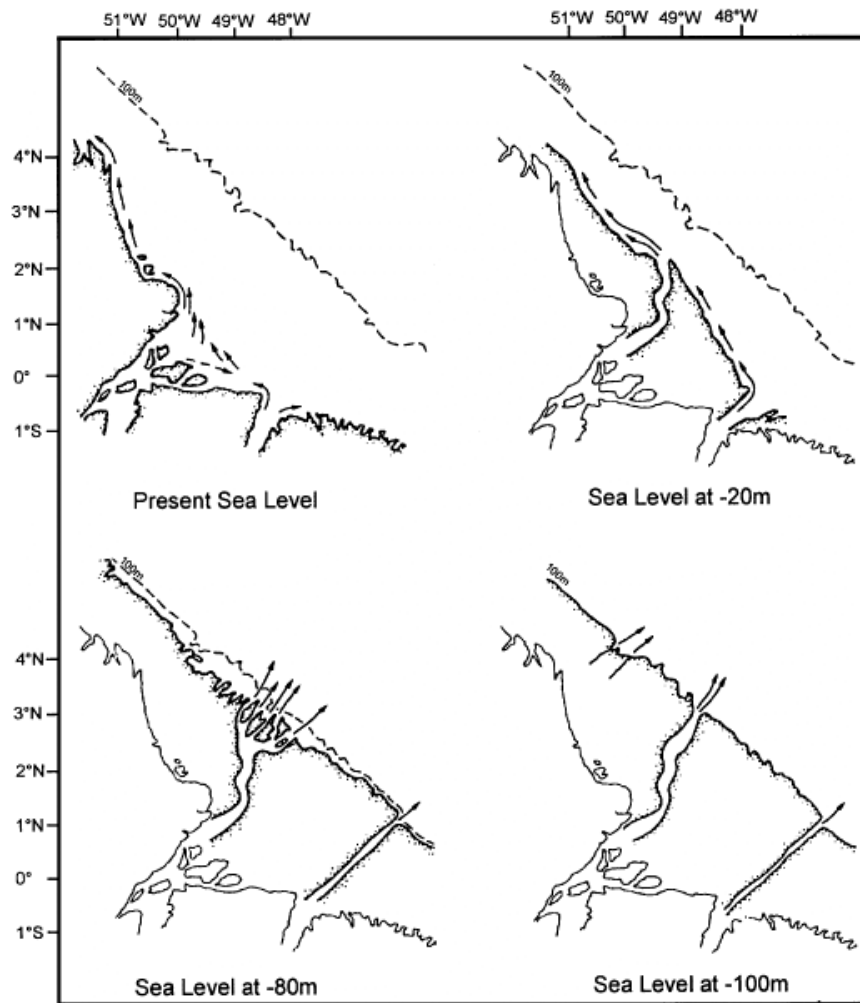 51°W 50°W 49°W 48°W
51°W 50°W 49°W 48°W
100m
100m
4°N
3°N
2°N
1°N
0°
1°S
Present Sea Level
Sea Level at -20m
100m
100m
4°N
3°N
2°N
1°N
0°
1°S
Sea Level at -80m
Sea Level at -100m